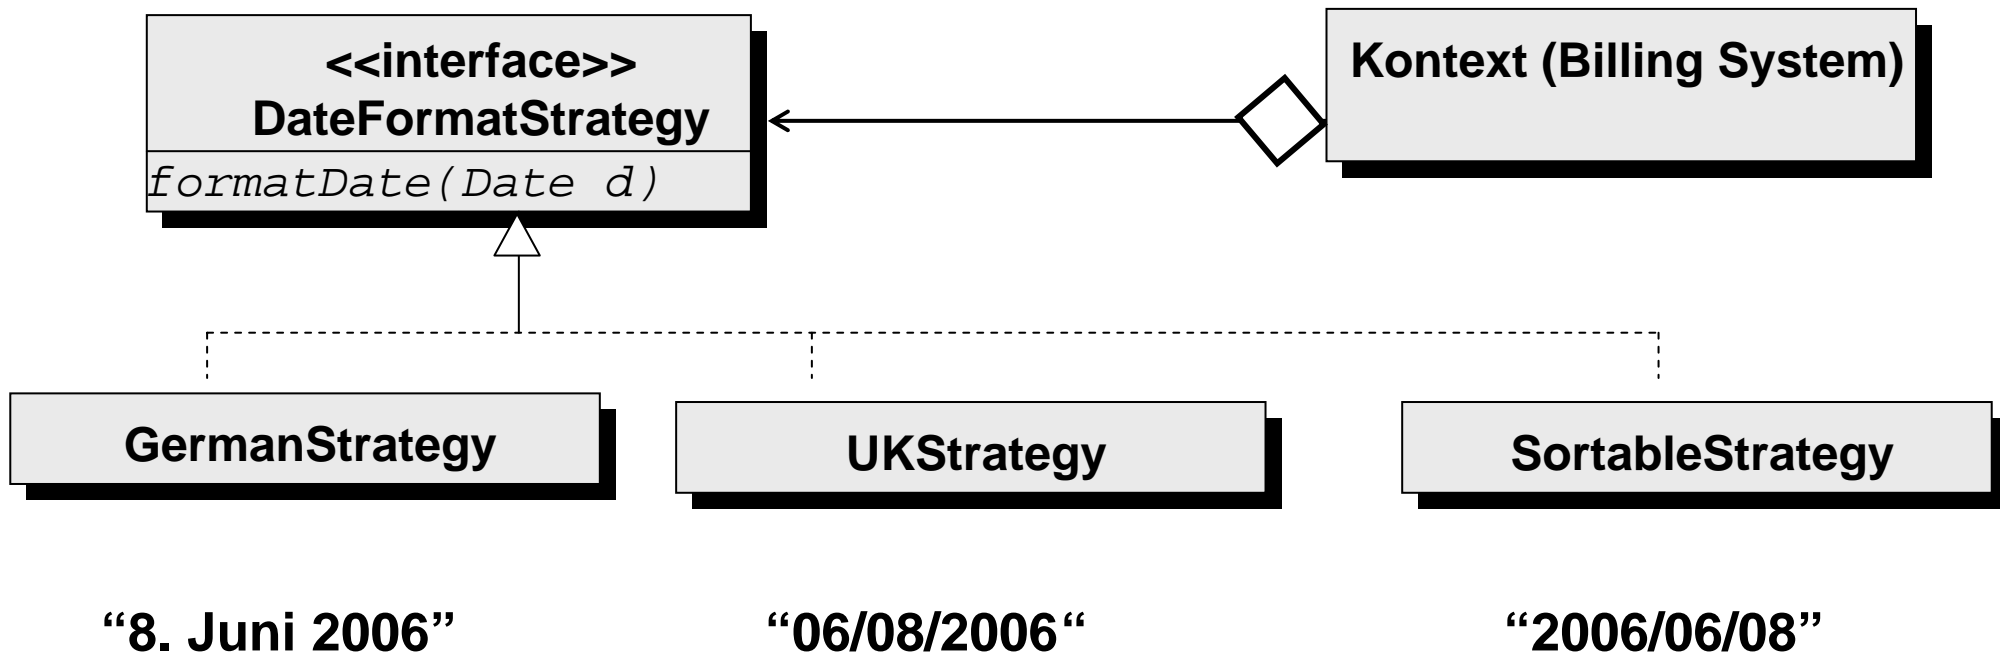 <<interface>>
DateFormatStrategy
formatDate(Date d)
Kontext (Billing System)
GermanStrategy
UKStrategy
SortableStrategy
“8. Juni 2006”
“06/08/2006“
“2006/06/08”